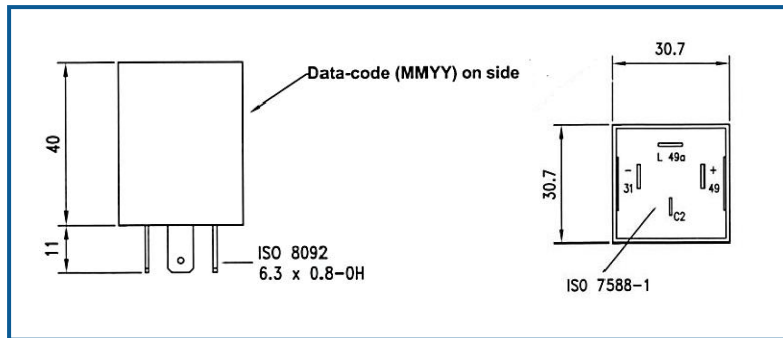 Data-code (MMYY) on side
40
11
ISO 8092
6.3 x 0.8-0H
30.7
30.7
L 49a
- +
31 49
C2
ISO 7588-1